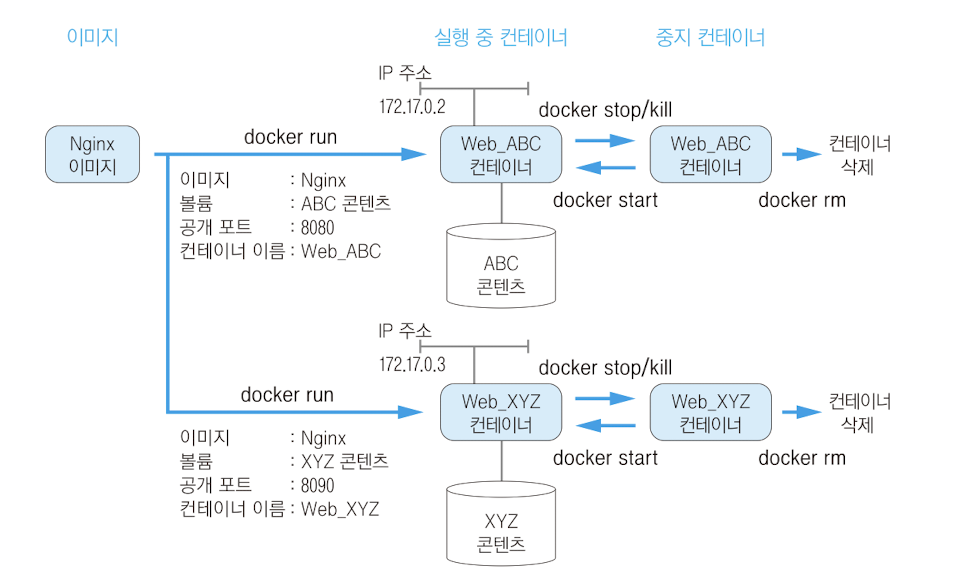 이미지
실행 중 컨테이너
중지 컨테이너
IP 주소
172.17.0.2
docker stop/kill
Nginx
이미지
docker run
Web_ABC
컨테이너
Web_ABC
컨테이너
컨테이너
삭제
docker start
docker rm
이미지 : Nginx
볼륨 : ABC 콘텐츠
공개 포트 : 8080
컨테이너 이름 : Web_ABC
ABC
콘텐츠
IP 주소
172.17.0.3
docker stop/kill
docker run
Web_XYZ
컨테이너
Web_XYZ
컨테이너
컨테이너
삭제
docker start
docker rm
이미지 : Nginx
볼륨 : XYZ 콘텐츠
공개 포트 : 8090
컨테이너 이름 : Web_XYZ
XYZ
콘텐츠